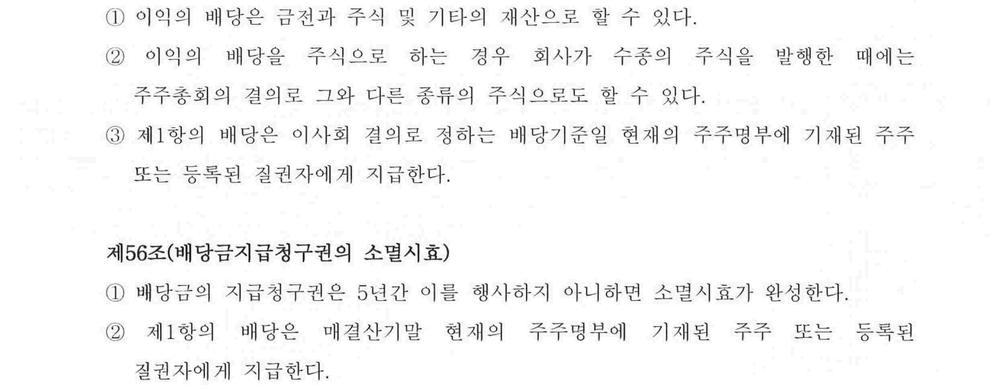 ① 이익의 배당은 금전과 주식 및 기타의 재산으로 할 수 있다.
② 이익의 배당을 주식으로 하는 경우 회사가 수종의 주식을 발행한 때에는
주주총회의 결의로 그와 다른 종류의 주식으로도 할 수 있다.
③ 제1항의 배당은 이사회 결의로 정하는 배당기준일 현재의 주주명부에 기재된 주주
또는 등록된 질권자에게 지급한다.
제56조(배당금지급청구권의 소멸시효)
① 배당금의 지급청구권은 5년간 이를 행사하지 아니하면 소멸시효가 완성한다.
② 제1항의 배당은 매결산기말 현재의 주주명부에 기재된 주주 또는 등록된
질권자에게 지급한다.